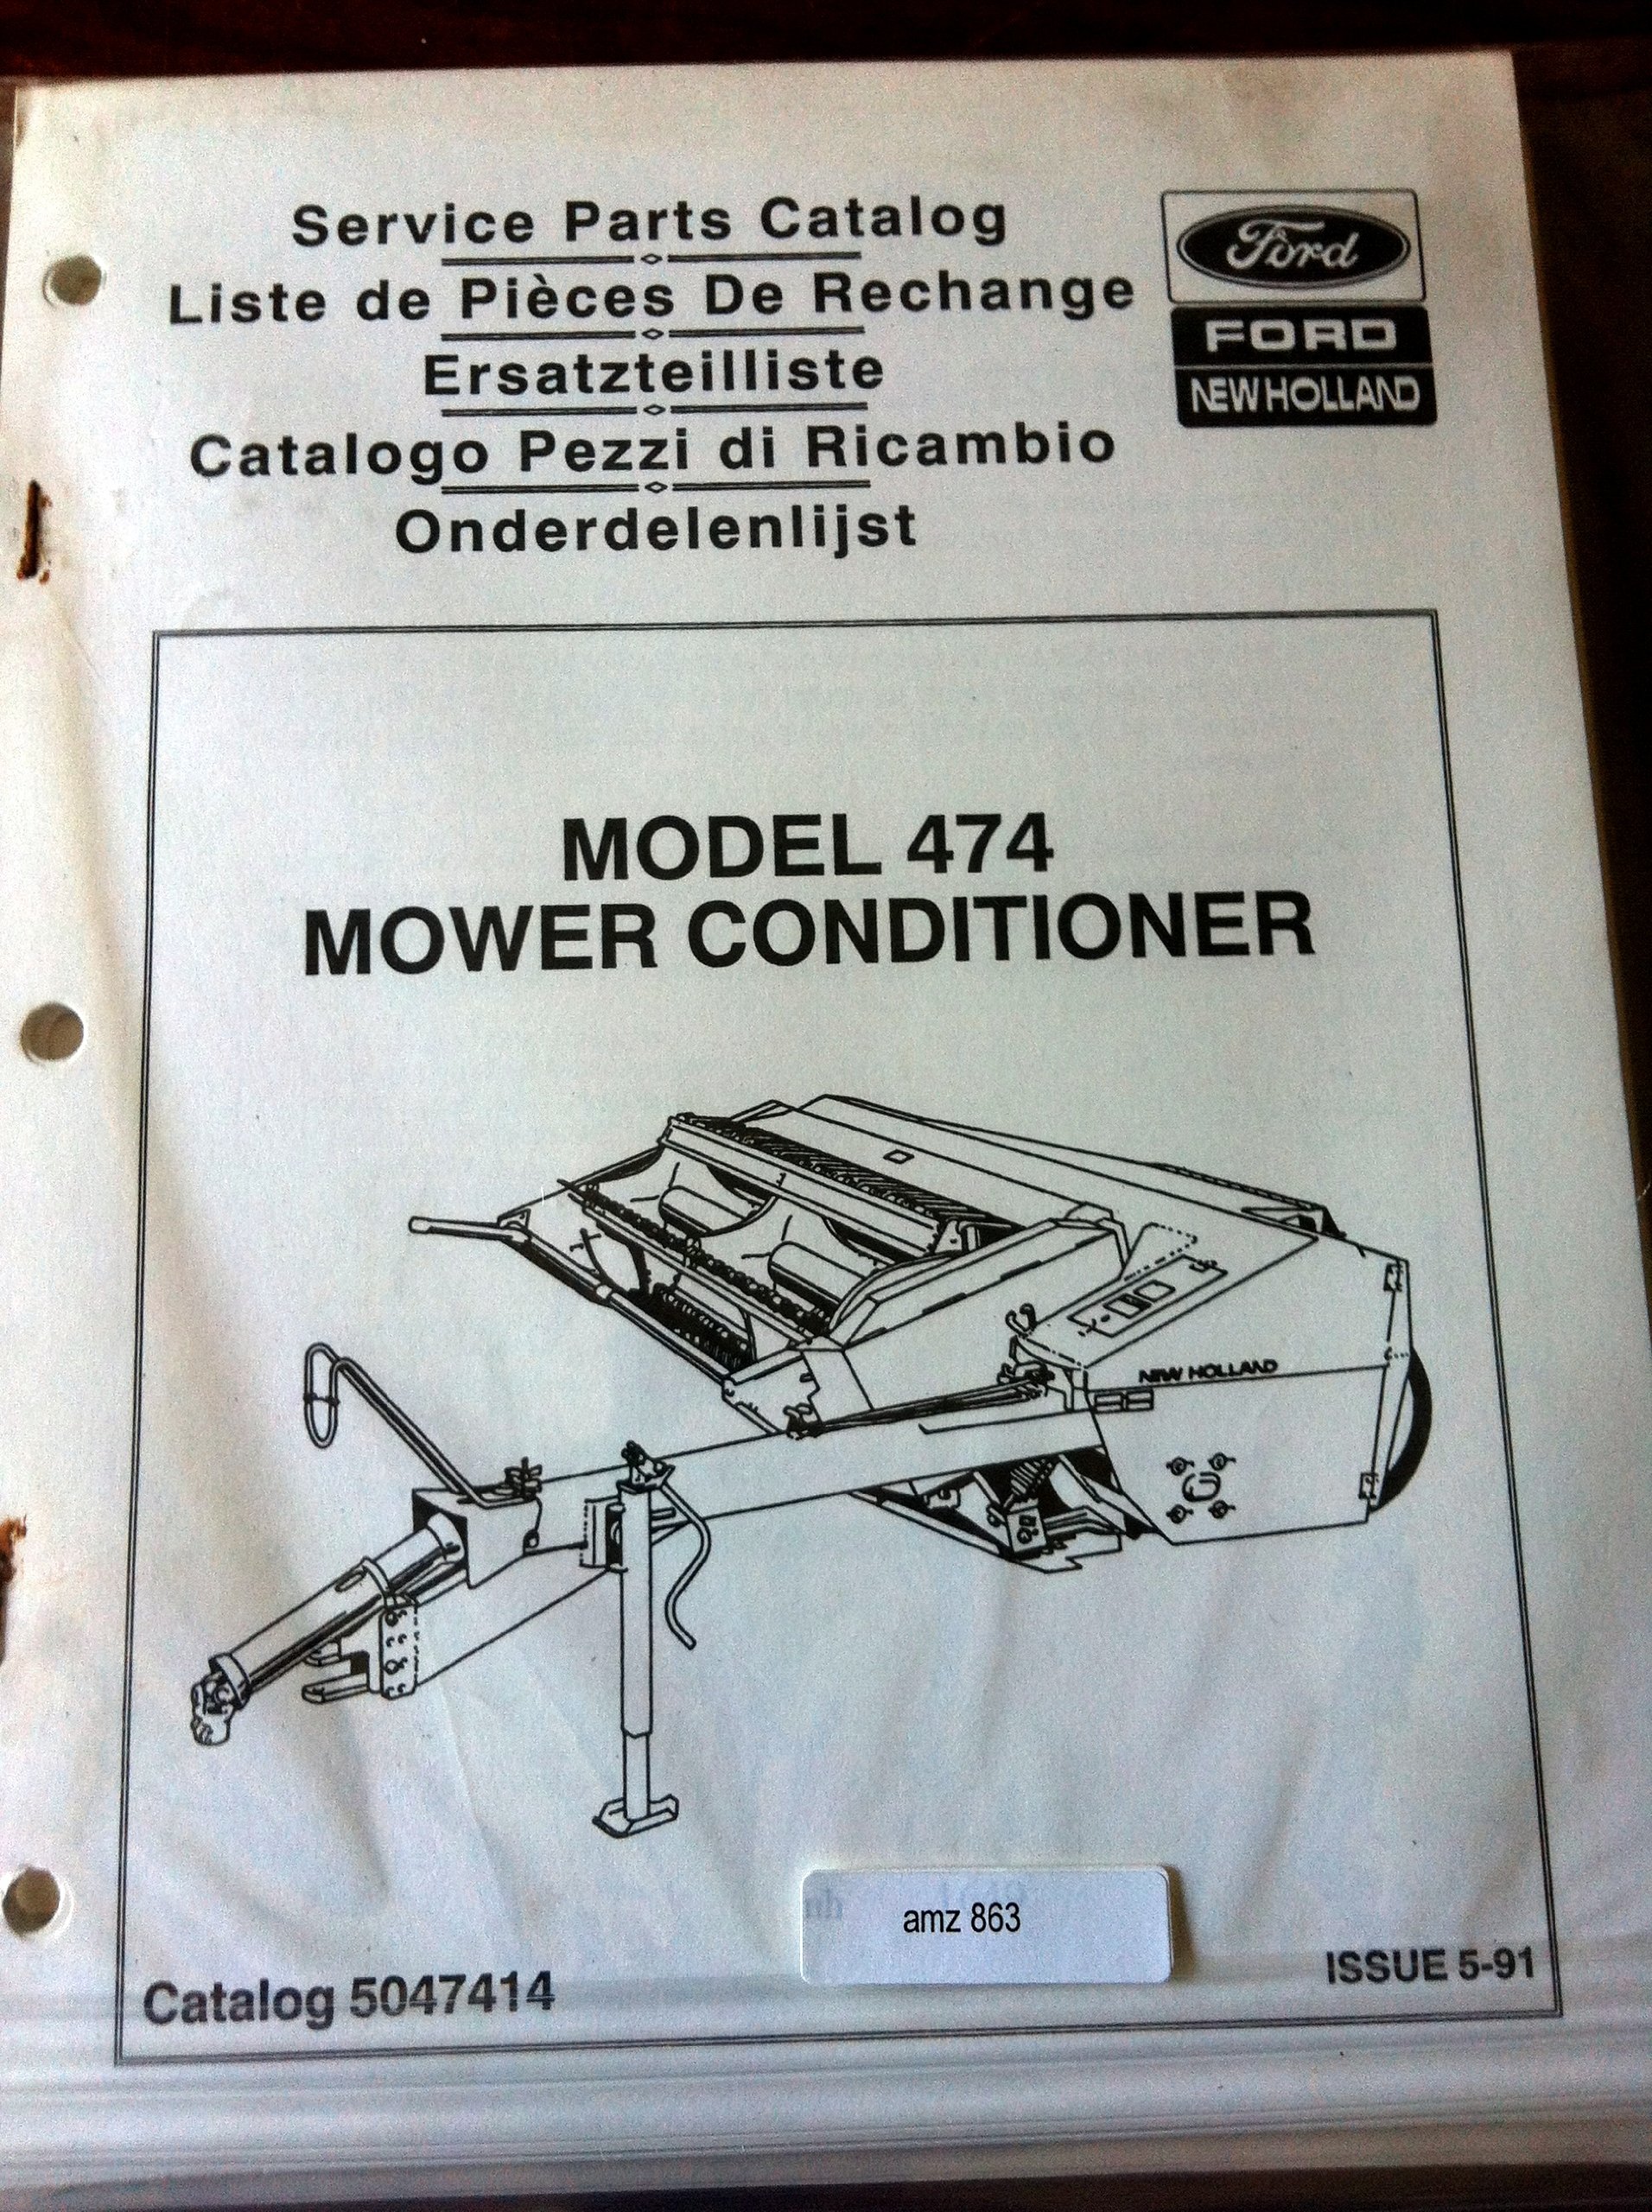 Service Parts Catalog
Liste de Pièces De Rechange
Ersatzteilliste
Catalogo Pezzi di Ricambio
Onderdelenlijst
Ford
FORD
NEW HOLLAND
MODEL 474
MOWER CONDITIONER
NEW HOLLAND
amz 863
Catalog 5047414
ISSUE 5-91